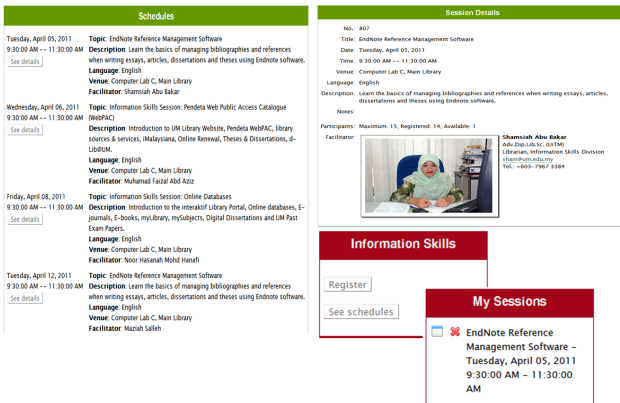 Schedules
Tuesday, April 05, 2011
9:30:00 AM -- 11:30:00 AM
See details
Topic: EndNote Reference Management Software
Description: Learn the basics of managing bibliographies and references
when writing essays, articles, dissertations and theses using Endnote software.
Language: English
Venue: Computer Lab C, Main Library
Facilitator: Shamsiah Abu Bakar
Wednesday, April 06, 2011
9:30:00 AM -- 11:30:00 AM
See details
Topic: Information Skills Session: Pendeta Web Public Access Catalogue
(WebPAC)
Description: Introduction to UM Library Website, Pendeta WebPAC, library
sources & services, iMalaysiana, Online Renewal, Theses & Dissertations, d-
Lib@UM.
Language: English
Venue: Computer Lab C, Main Library
Facilitator: Muhamad Faizal Abd Aziz
Friday, April 08, 2011
9:30:00 AM -- 11:30:00 AM
See details
Topic: Information Skills Session: Online Databases
Description: Introduction to the interaktif Library Portal, Online databases, E-
journals, E-books, myLibrary, mySubjects, Digital Dissertations and UM Past
Exam Papers.
Language: English
Venue: Computer Lab C, Main Library
Facilitator: Noor Hasanah Mohd Hanafi
Tuesday, April 12, 2011
9:30:00 AM -- 11:30:00 AM
See details
Topic: EndNote Reference Management Software
Description: Learn the basics of managing bibliographies and references
when writing essays, articles, dissertations and theses using Endnote software.
Language: English
Venue: Computer Lab C, Main Library
Facilitator: Maziah Salleh
Session Details
No.: 807
Title: EndNote Reference Management Software
Date: Tuesday, April 05, 2011
Time: 9:30:00 AM -- 11:30:00 AM
Venue: Computer Lab C, Main Library
Language: English
Description: Learn the basics of managing bibliographies and references when writing essays, articles,
dissertations and theses using Endnote software.
Notes:
Participants: Maximum: 15; Registered: 14; Available: 1
Facilitator:
Shamsiah Abu Bakar
Adv.Dip.Lib.Sc. (UiTM)
Librarian, Information Skills Division
sham@um.edu.my
Tel.: +603-7967 3384
Information Skills
Register
See schedules
My Sessions
EndNote Reference
Management Software -
Tuesday, April 05, 2011
9:30:00 AM - 11:30:00
AM